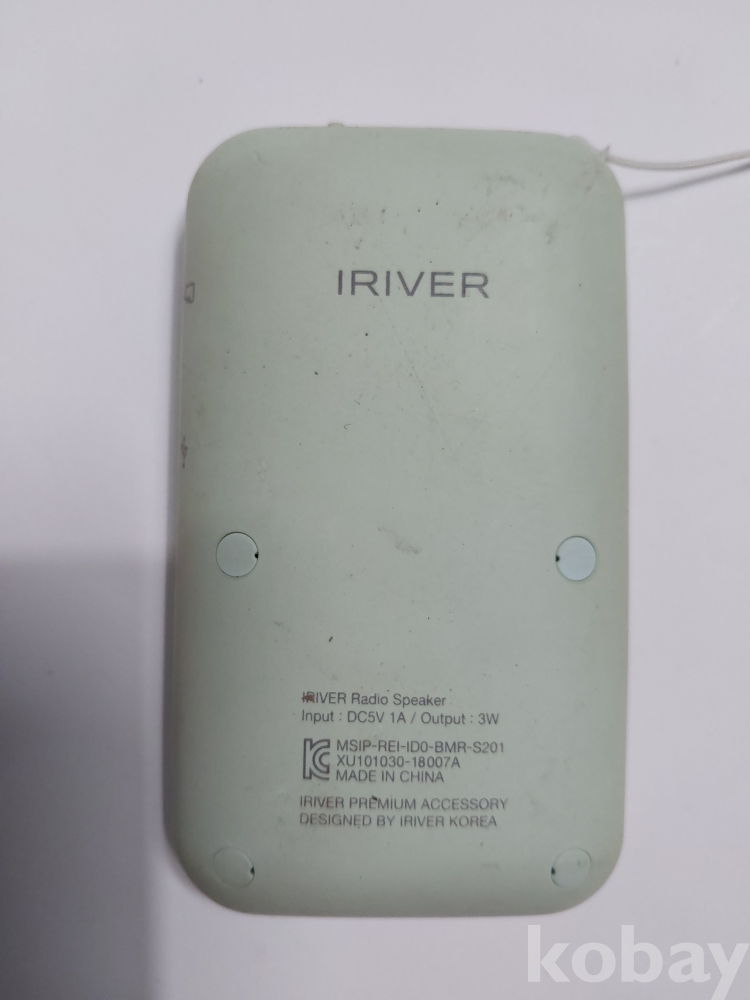 IRIVER
IRIVER Radio Speaker
Input : DC5V 1A / Output : 3W
MSIP-REI-ID0-BMR-S201
XU101030-18007A
MADE IN CHINA
IRIVER PREMIUM ACCESSORY
DESIGNED BY IRIVER KOREA
kobay